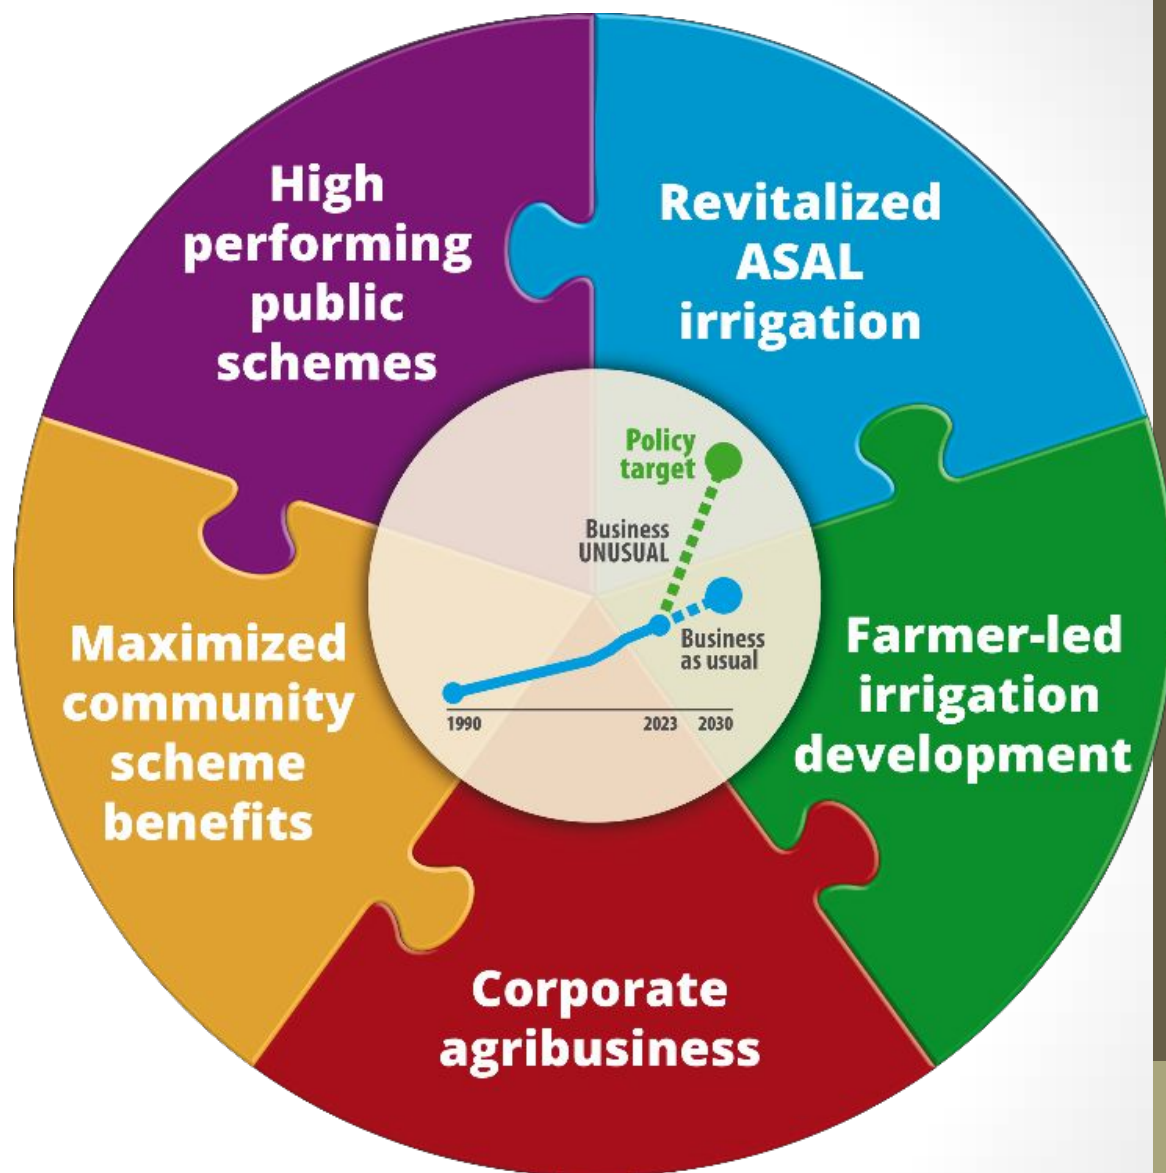 High
performing
public
schemes
Revitalized
ASAL
irrigation
Policy
target
Business
UNUSUAL
Business
as usual
1990 2023 2030
Maximized
community
scheme
benefits
Farmer-led
irrigation
development
Corporate
agribusiness